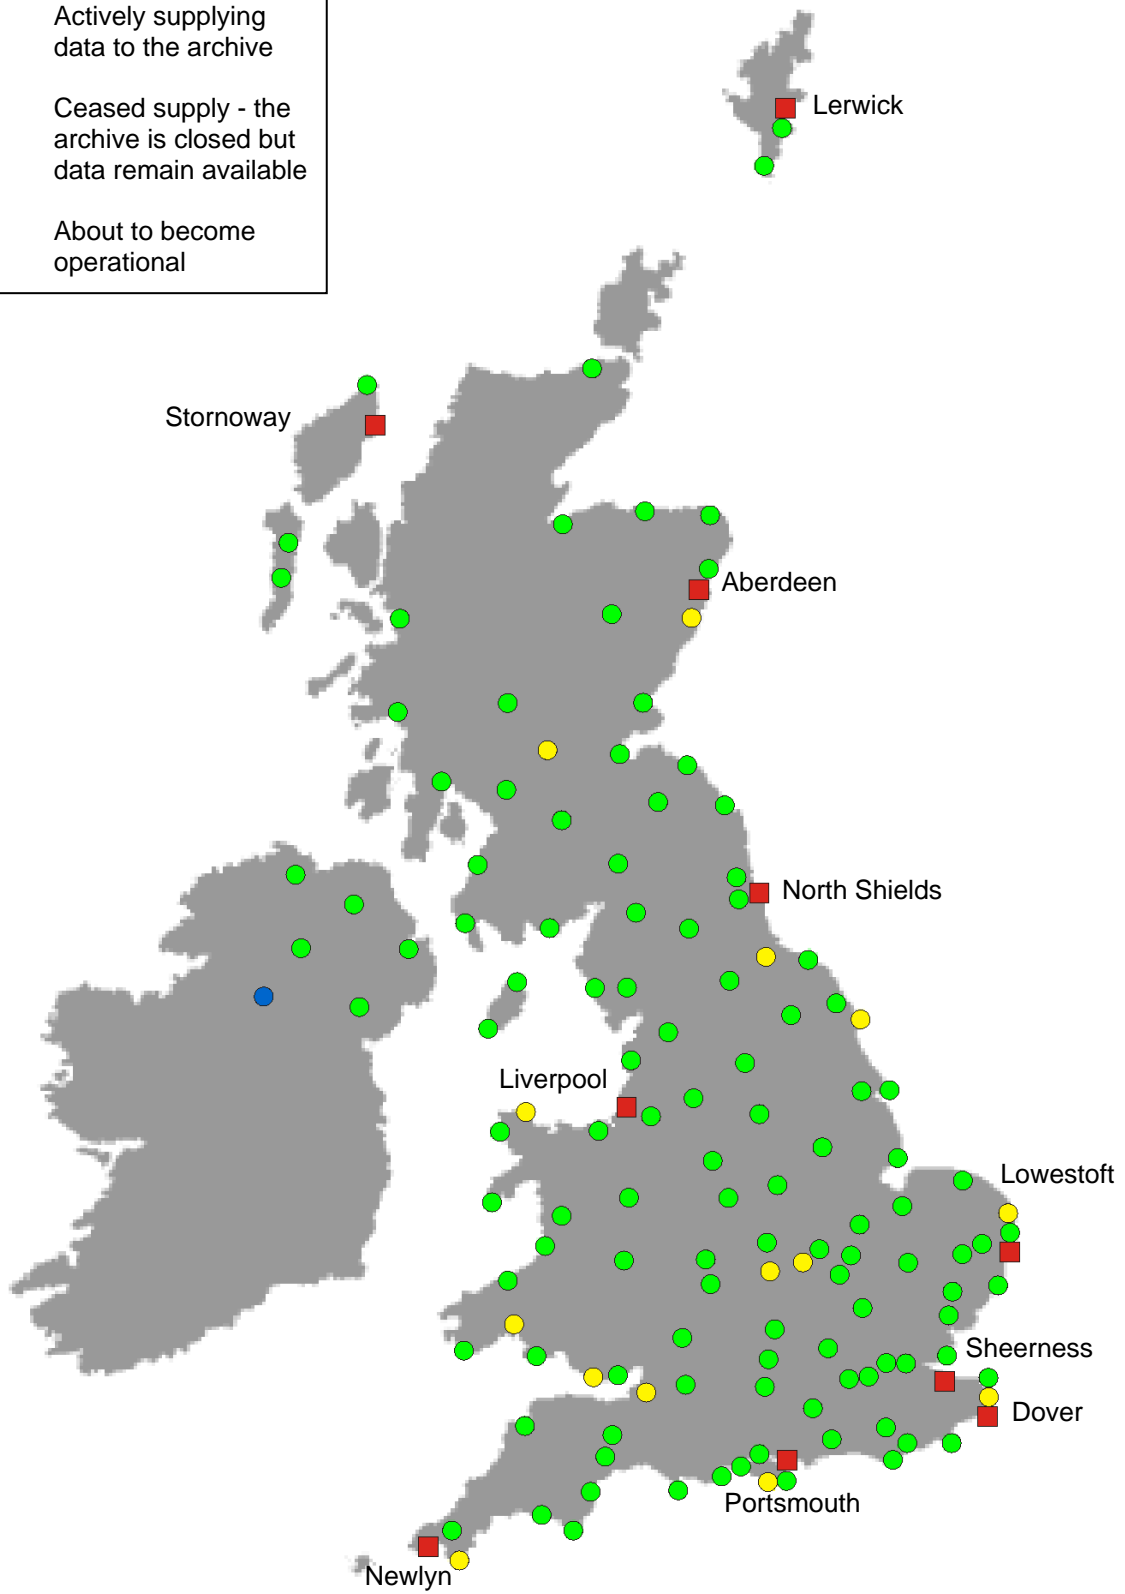 Actively supplying
data to the archive
Ceased supply - the
archive is closed but
data remain available
About to become
operational
Lerwick
Stornoway
Aberdeen
North Shields
Liverpool
Lowestoft
Sheerness
Dover
Portsmouth
Newlyn